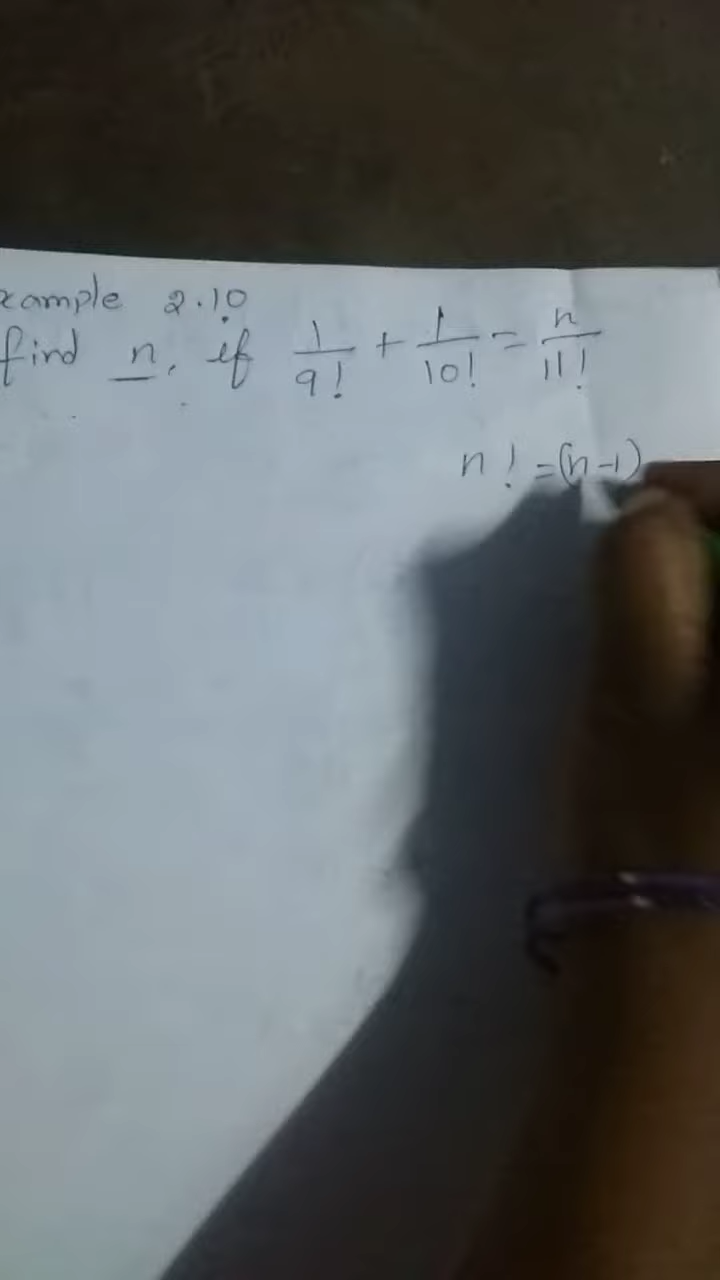 xample 2.10
find n, if 1/9! + 1/10! = n/11!
n! = (n-1)